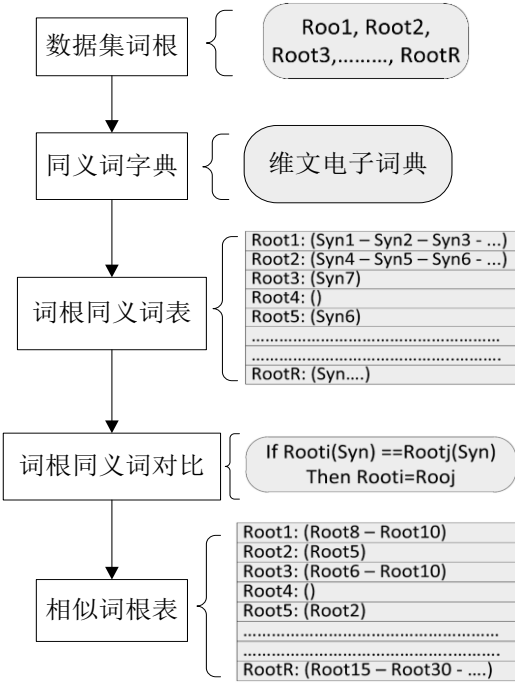 数据集词根
Roo1, Root2,
Root3,………, RootR
同义词字典
维文电子词典
词根同义词表
Root1: (Syn1 – Syn2 – Syn3 - ...)
Root2: (Syn4 – Syn5 – Syn6 - ...)
Root3: (Syn7)
Root4: ()
Root5: (Syn6)
........................................................
........................................................
RootR: (Syn....)
词根同义词对比
If Rooti(Syn) ==Rootj(Syn)
Then Rooti=Rooj
相似词根表
Root1: (Root8 – Root10)
Root2: (Root5)
Root3: (Root6 – Root10)
Root4: ()
Root5: (Root2)
........................................................
........................................................
RootR: (Root15 – Root30 - ....)